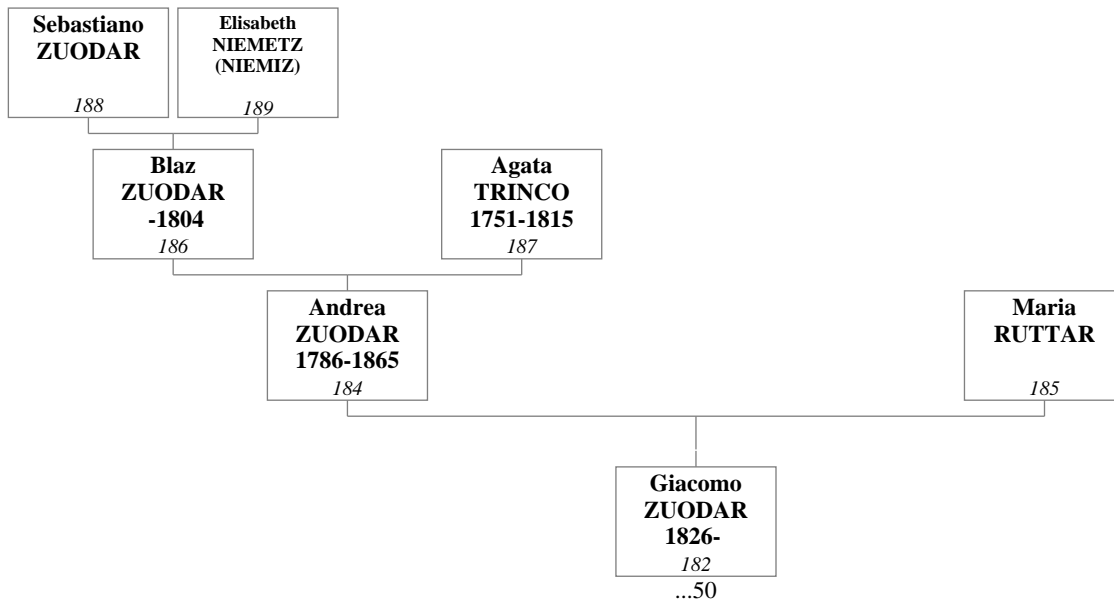 Sebastiano
ZUODAR
188
Elisabeth
NIEMETZ
(NIEMIZ)
189
Blaz
ZUODAR
-1804
186
Agata
TRINCO
1751-1815
187
Andrea
ZUODAR
1786-1865
184
Maria
RUTTAR
185
Giacomo
ZUODAR
1826-
182
...50